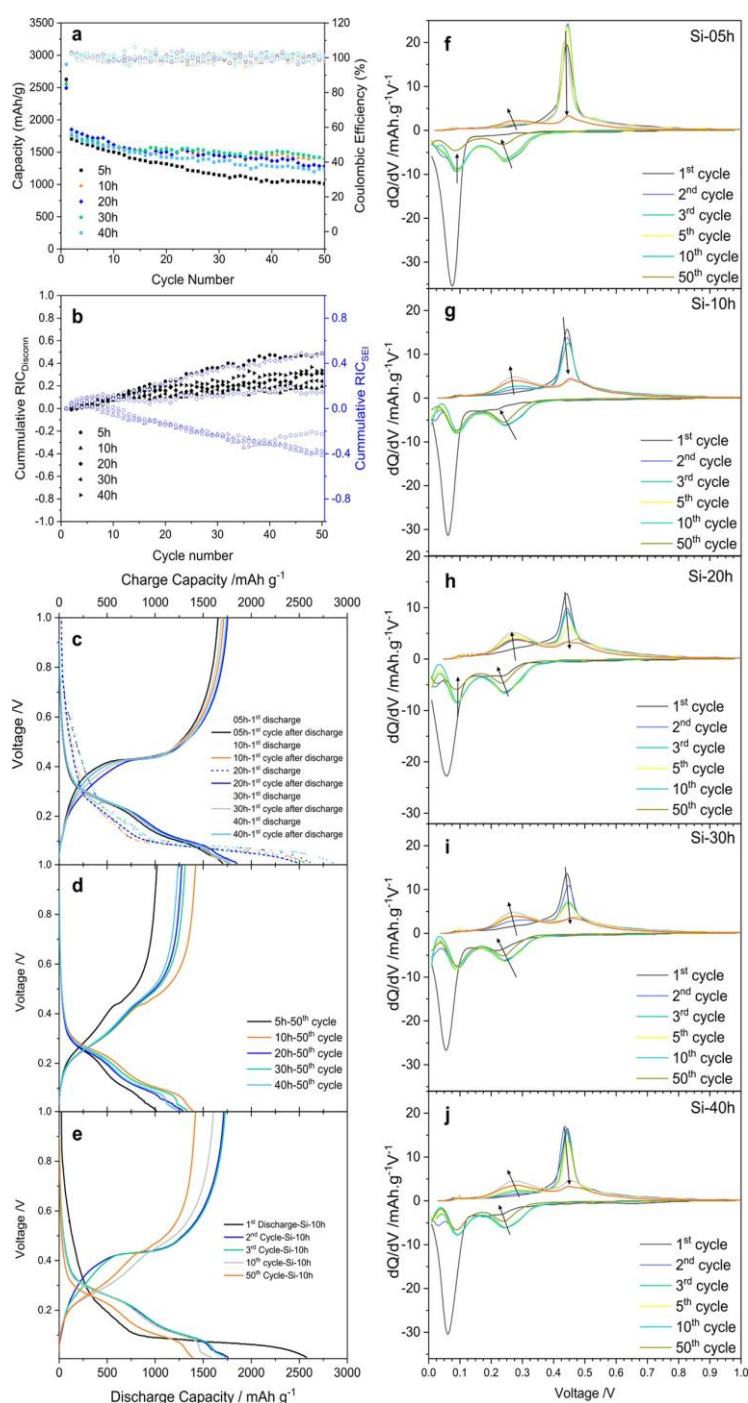 a
Capacity (mAh/g)
3500
3000
2500
2000
1500
1000
500
0
Coulombic Efficiency (%)
120
100
80
60
40
20
0
5h
10h
20h
30h
40h
0 10 20 30 40 50
Cycle Number
b
Cummulative RIC_Disconn
1.0
0.8
0.6
0.4
0.2
0.0
-0.2
-0.4
-0.6
-0.8
-1.0
Cummulative RIC_SEI
0.8
0.4
0.0
-0.4
-0.8
5h
10h
20h
30h
40h
0 10 20 30 40 50
Cycle number
Charge Capacity /mAh g⁻¹
0 500 1000 1500 2000 2500 3000
c
Voltage /V
1.0
0.8
0.6
0.4
0.2
05h-1st discharge
05h-1st cycle after discharge
10h-1st discharge
10h-1st cycle after discharge
20h-1st discharge
20h-1st cycle after discharge
30h-1st discharge
30h-1st cycle after discharge
40h-1st discharge
40h-1st cycle after discharge
d
Voltage /V
1.0
0.8
0.6
0.4
0.2
5h-50th cycle
10h-50th cycle
20h-50th cycle
30h-50th cycle
40h-50th cycle
e
Voltage /V
1.0
0.8
0.6
0.4
0.2
1st Discharge-Si-10h
2nd Cycle-Si-10h
3rd Cycle-Si-10h
10th cycle-Si-10h
50th Cycle-Si-10h
0 500 1000 1500 2000 2500 3000
Discharge Capacity / mAh g⁻¹
f
Si-05h
dQ/dV /mAh.g⁻¹V⁻¹
20
10
0
-10
-20
-30
1st cycle
2nd cycle
3rd cycle
5th cycle
10th cycle
50th cycle
g
Si-10h
dQ/dV /mAh.g⁻¹V⁻¹
20
10
0
-10
-20
-30
1st cycle
2nd cycle
3rd cycle
5th cycle
10th cycle
50th cycle
h
Si-20h
dQ/dV /mAh.g⁻¹V⁻¹
20
10
0
-10
-20
-30
1st cycle
2nd cycle
3rd cycle
5th cycle
10th cycle
50th cycle
i
Si-30h
dQ/dV /mAh.g⁻¹V⁻¹
20
10
0
-10
-20
-30
1st cycle
2nd cycle
3rd cycle
5th cycle
10th cycle
50th cycle
j
Si-40h
dQ/dV /mAh.g⁻¹V⁻¹
20
10
0
-10
-20
-30
1st cycle
2nd cycle
3rd cycle
5th cycle
10th cycle
50th cycle
0.0 0.1 0.2 0.3 0.4 0.5 0.6 0.7 0.8 0.9 1.0
Voltage /V